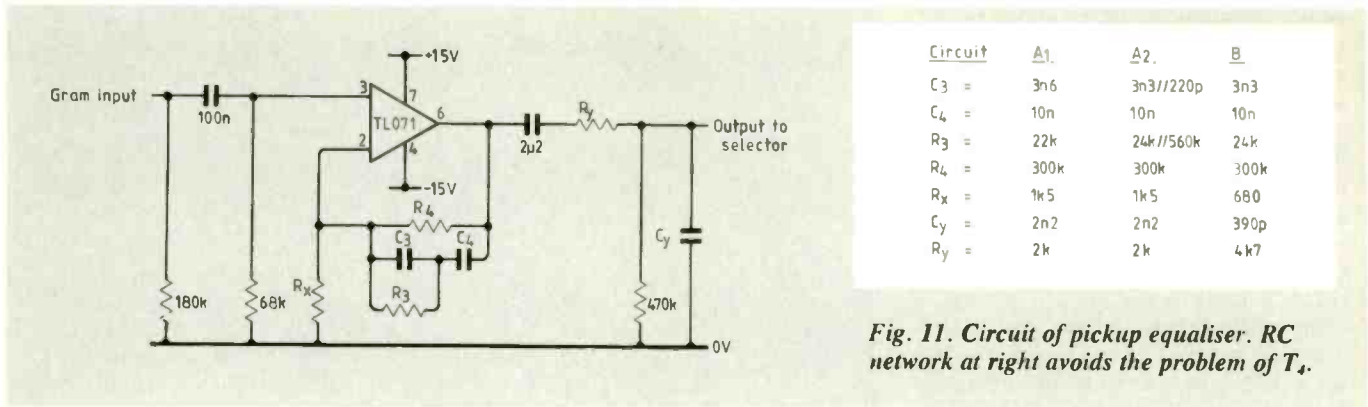 +15V
Gram input
100n
3
7
TL071
6
2
4
-15V
2µ2
Ry
Output to
selector
R4
C3
C4
R3
Rx
Cy
180k
68k
470k
0V
Circuit A1. A2. B
C3 = 3n6 3n3//220p 3n3
C4 = 10n 10n 10n
R3 = 22k 24k//560k 24k
R4 = 300k 300k 300k
Rx = 1k5 1k5 680
Cy = 2n2 2n2 390p
Ry = 2k 2k 4k7
Fig. 11. Circuit of pickup equaliser. RC
network at right avoids the problem of T4.